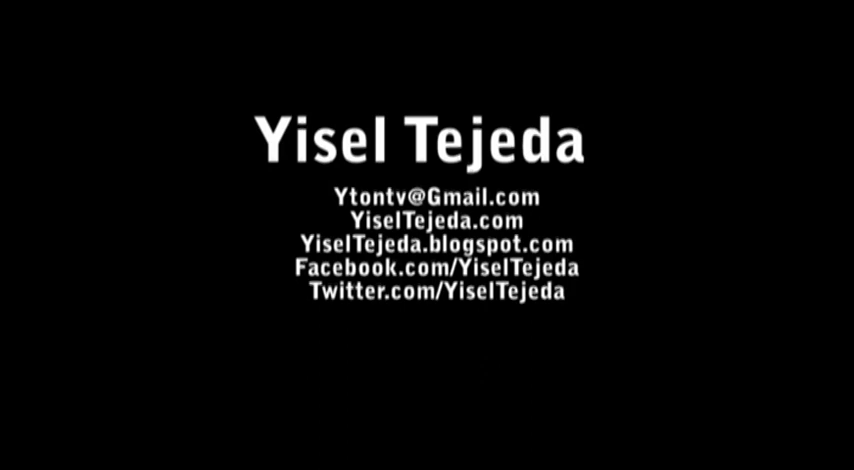 Yisel Tejeda
Ytontv@Gmail.com
YiselTejeda.com
YiselTejeda.blogspot.com
Facebook.com/YiselTejeda
Twitter.com/YiselTejeda